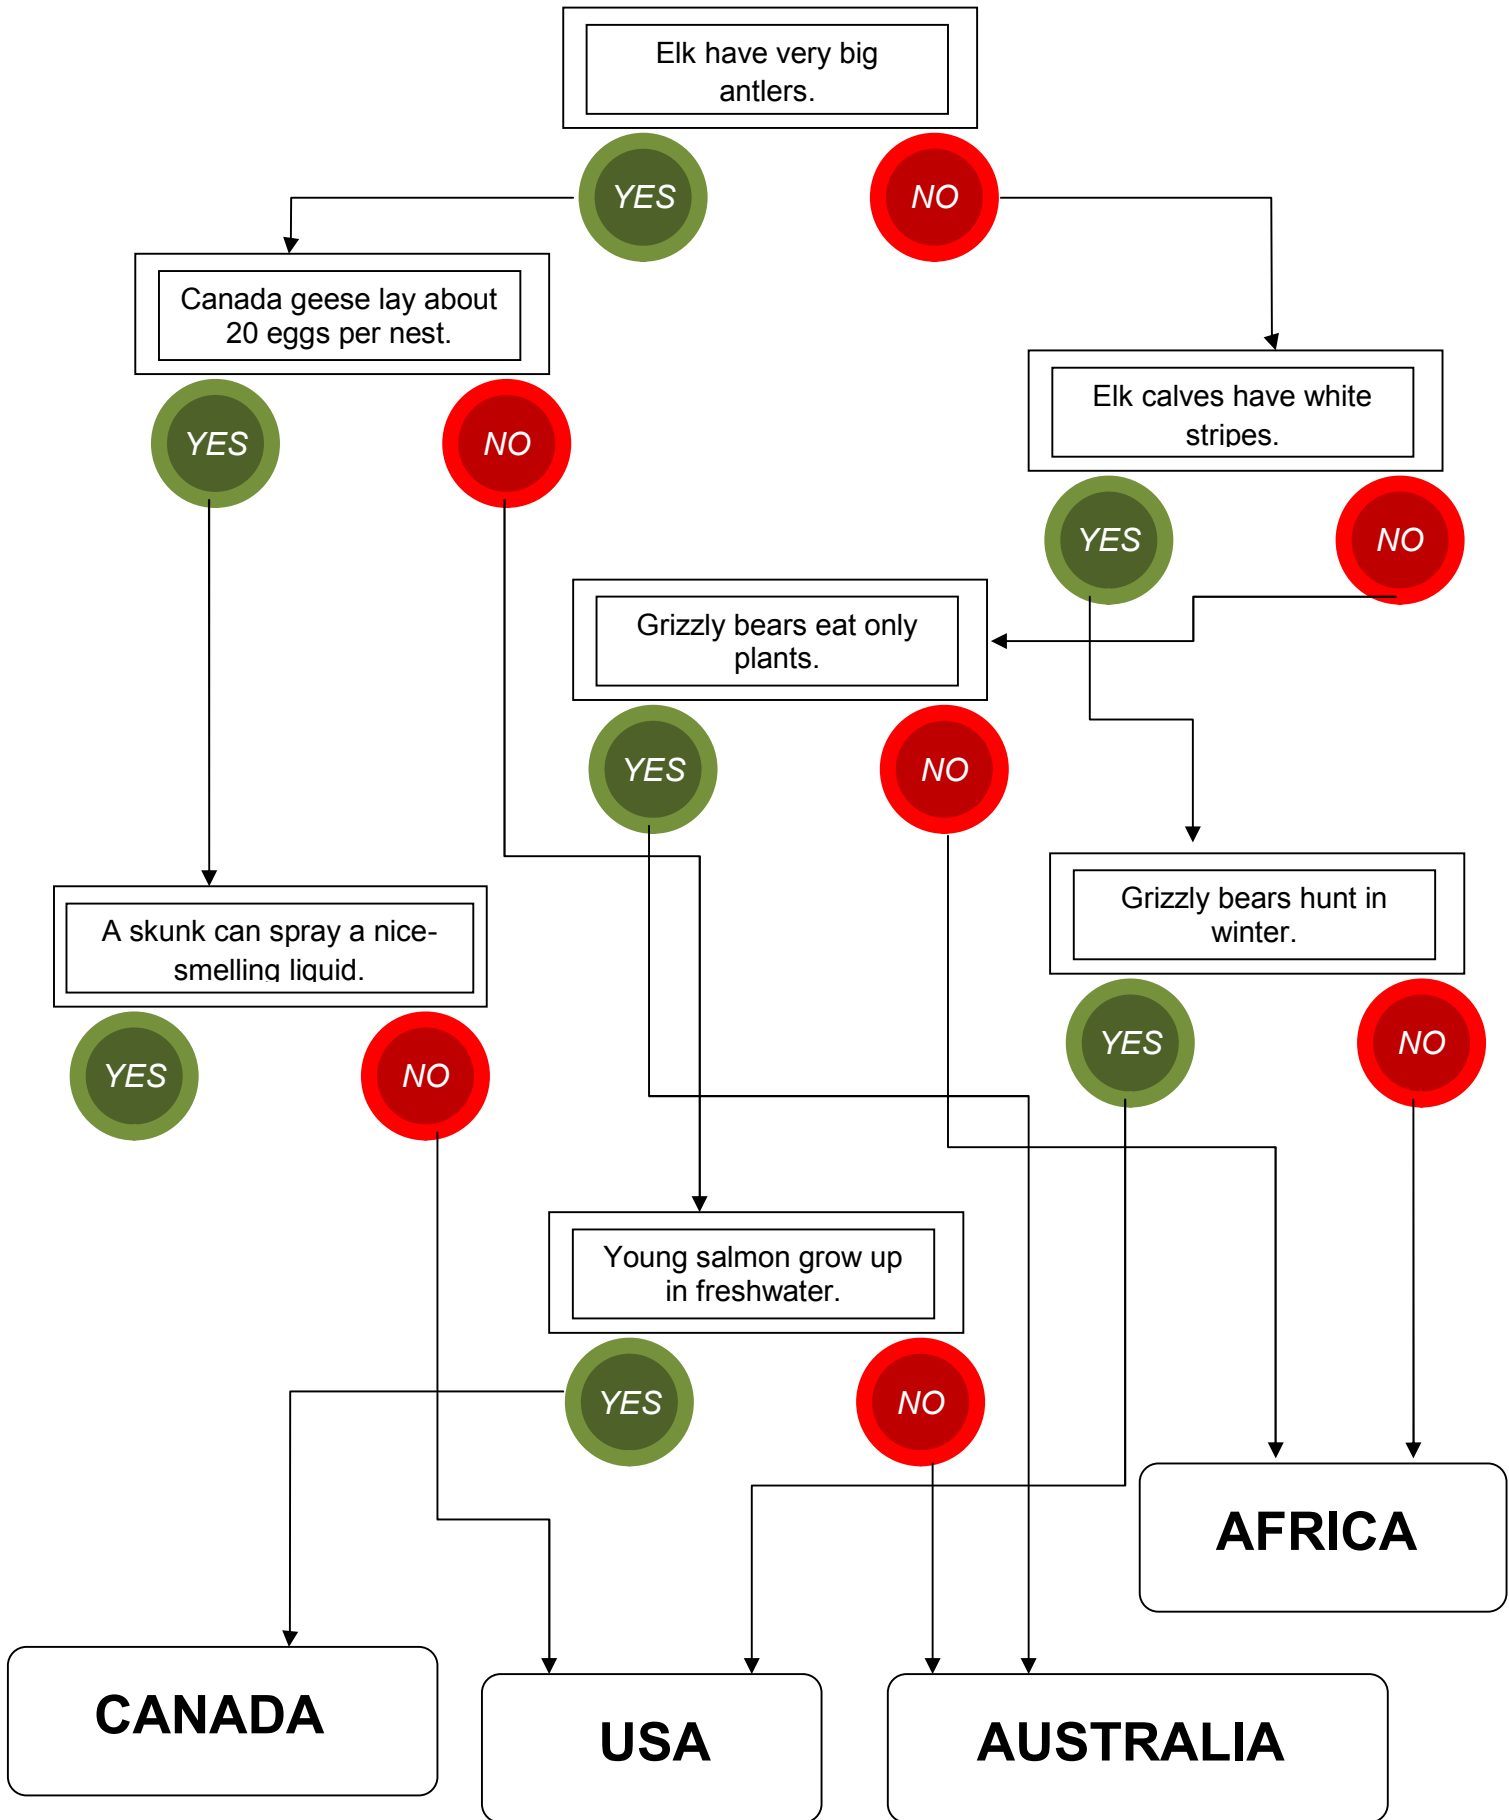 Elk have very big
antlers.
YES
NO
Canada geese lay about
20 eggs per nest.
YES
NO
Elk calves have white
stripes.
YES
NO
Grizzly bears eat only
plants.
YES
NO
Grizzly bears hunt in
winter.
YES
NO
A skunk can spray a nice-
smelling liquid.
YES
NO
Young salmon grow up
in freshwater.
YES
NO
AFRICA
CANADA
USA
AUSTRALIA